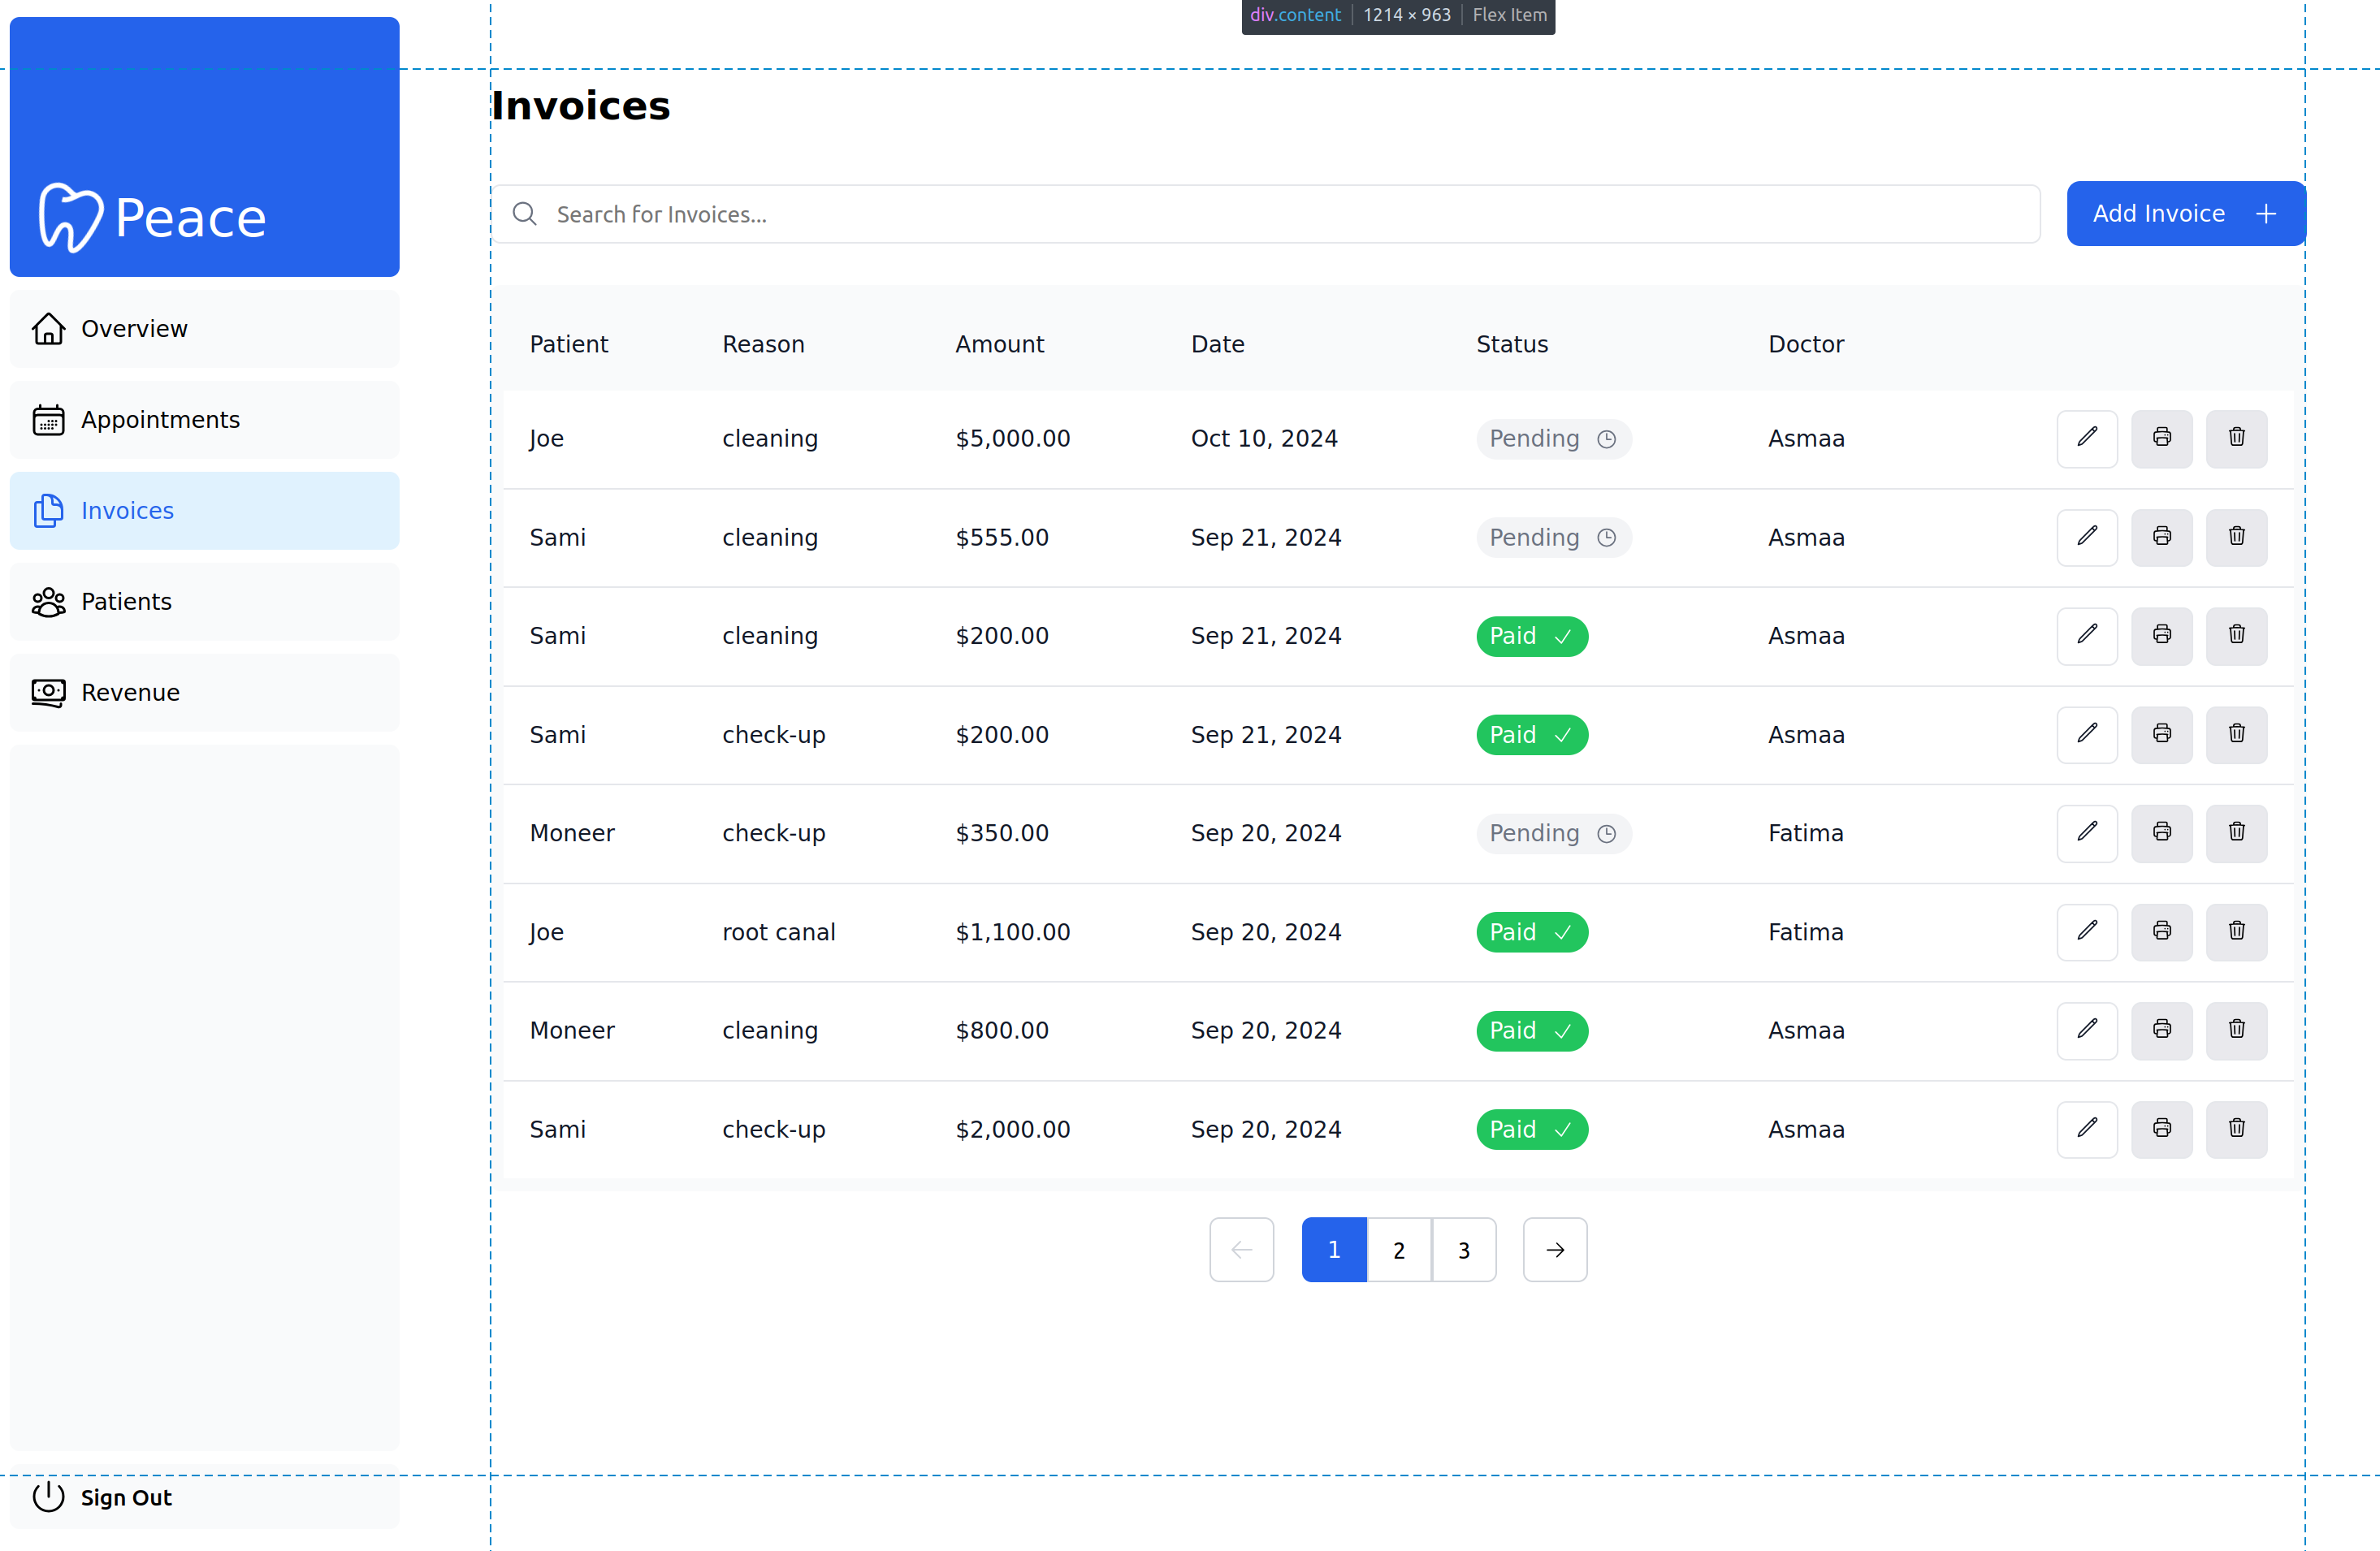 div.content 1214 × 963 Flex Item
Peace
Overview
Appointments
Invoices
Patients
Revenue
Sign Out
Invoices
Search for Invoices...
Add Invoice
Patient Reason Amount Date Status Doctor
Joe cleaning $5,000.00 Oct 10, 2024 Pending Asmaa
Sami cleaning $555.00 Sep 21, 2024 Pending Asmaa
Sami cleaning $200.00 Sep 21, 2024 Paid Asmaa
Sami check-up $200.00 Sep 21, 2024 Paid Asmaa
Moneer check-up $350.00 Sep 20, 2024 Pending Fatima
Joe root canal $1,100.00 Sep 20, 2024 Paid Fatima
Moneer cleaning $800.00 Sep 20, 2024 Paid Asmaa
Sami check-up $2,000.00 Sep 20, 2024 Paid Asmaa
1 2 3